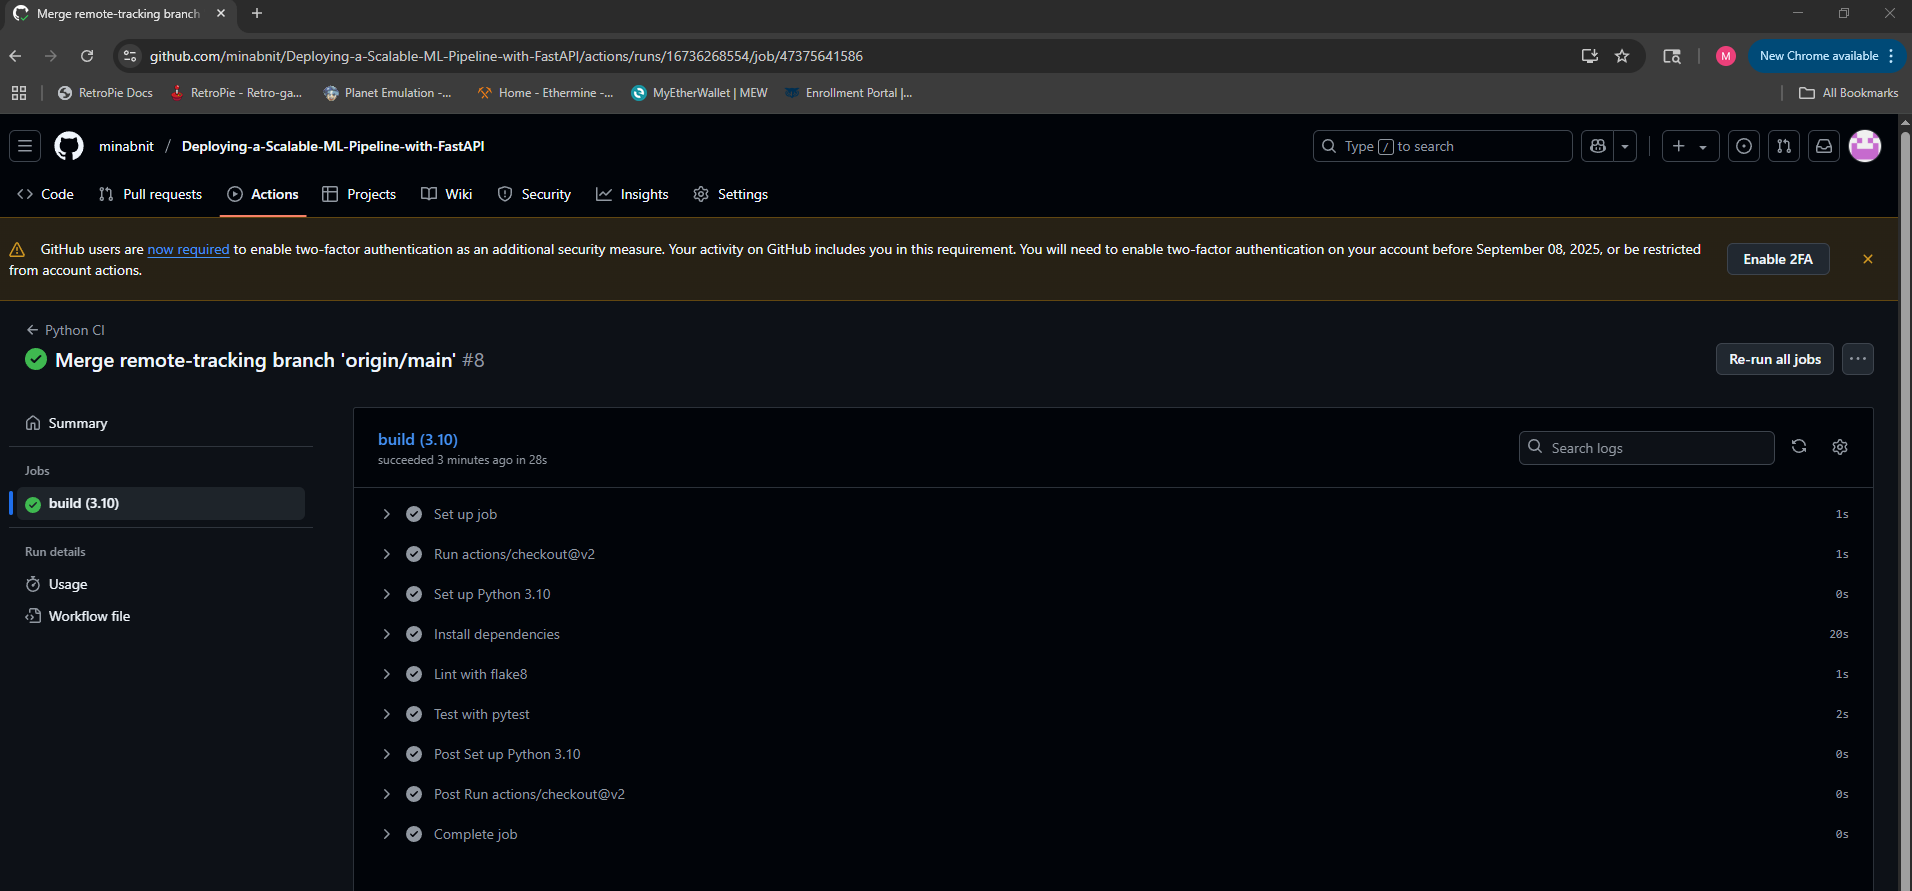 Merge remote-tracking branch
github.com/minabnit/Deploying-a-Scalable-ML-Pipeline-with-FastAPI/actions/runs/16736268554/job/47375641586
M
New Chrome available
RetroPie Docs
RetroPie - Retro-ga...
Planet Emulation -...
Home - Ethermine -...
MyEtherWallet | MEW
Enrollment Portal |...
All Bookmarks
minabnit / Deploying-a-Scalable-ML-Pipeline-with-FastAPI
Type / to search
Code
Pull requests
Actions
Projects
Wiki
Security
Insights
Settings
GitHub users are now required to enable two-factor authentication as an additional security measure. Your activity on GitHub includes you in this requirement. You will need to enable two-factor authentication on your account before September 08, 2025, or be restricted
from account actions.
Enable 2FA
Python CI
Merge remote-tracking branch 'origin/main' #8
Re-run all jobs
Summary
Jobs
build (3.10)
Run details
Usage
Workflow file
build (3.10)
succeeded 3 minutes ago in 28s
Search logs
Set up job 1s
Run actions/checkout@v2 1s
Set up Python 3.10 0s
Install dependencies 20s
Lint with flake8 1s
Test with pytest 2s
Post Set up Python 3.10 0s
Post Run actions/checkout@v2 0s
Complete job 0s